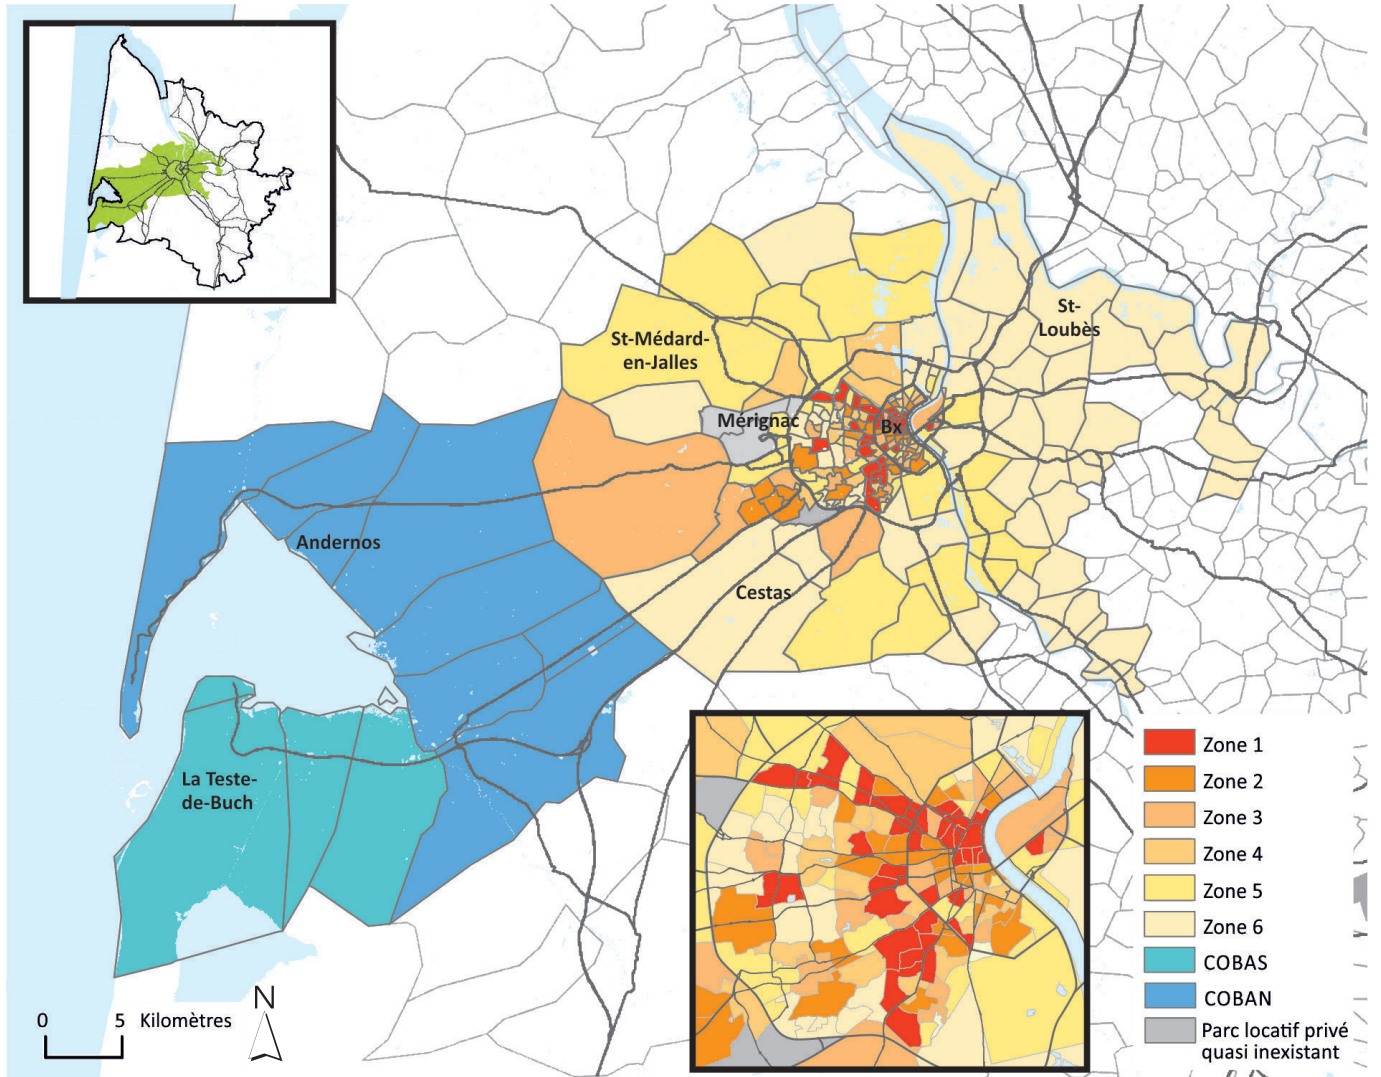 St-
Loubès
St-Médard-
en-Jalles
Mérignac
Bx
Andernos
Cestas
La Teste-
de-Buch
Zone 1
Zone 2
Zone 3
Zone 4
Zone 5
Zone 6
COBAS
COBAN
Parc locatif privé
quasi inexistant
N
0 5 Kilomètres